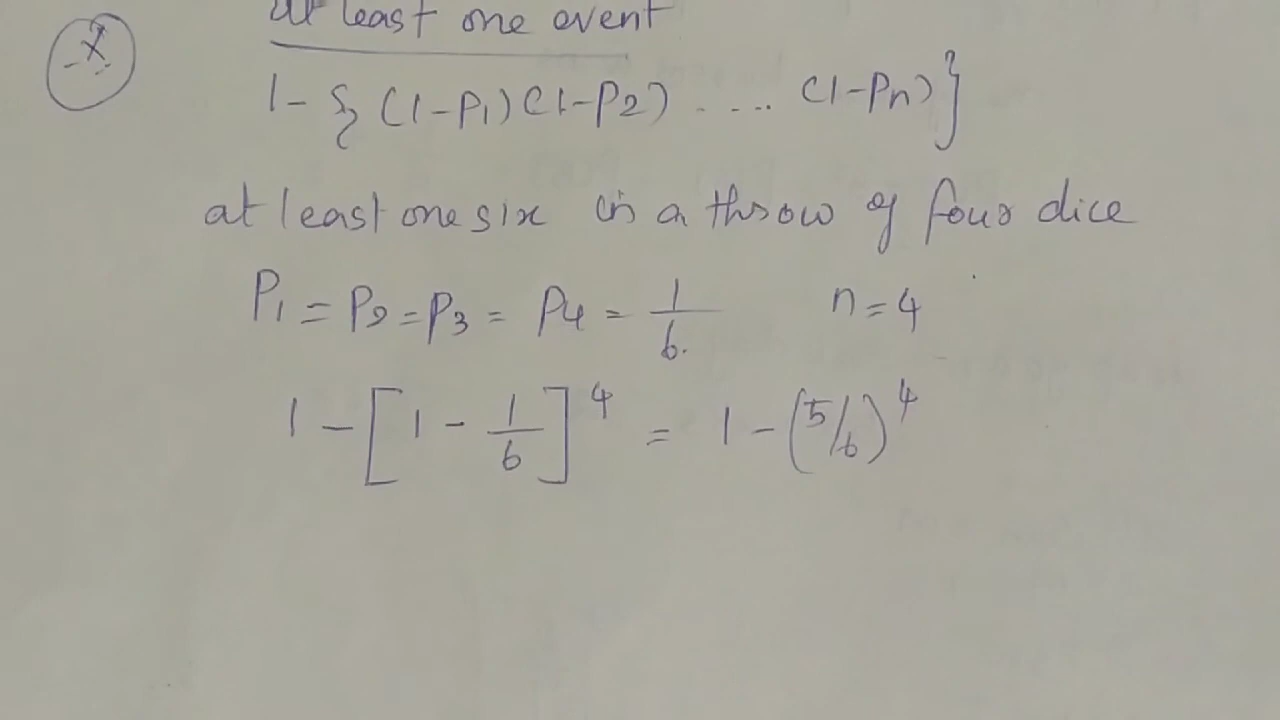 at least one event
1 - { (1-P1) (1-P2) .... (1-Pn) }
at least one six in a throw of four dice
P1 = P2 = P3 = P4 = 1/6. n = 4
1 - [1 - 1/6]^4 = 1 - (5/6)^4